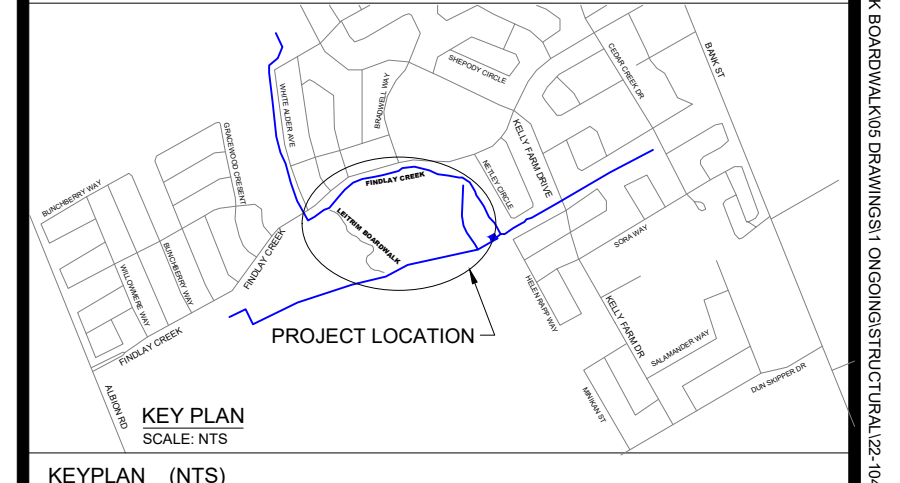 SHEPODY CIRCLE
CEDAR CREEK DR
BANK ST
WHITE ALDER AVE
BRADWELL WAY
KELLY FARM DRIVE
GRACEWOOD CRESENT
NETLEY CIRCLE
FINDLAY CREEK
BUNCHBERRY WAY
LEITRIM BOARDWALK
FINDLAY CREEK
SORA WAY
BUNCHBERRY WAY
WILLOWMERE WAY
HELEN RAPP WAY
KELLY FARM DR
PROJECT LOCATION
FINDLAY CREEK
SALAMANDER WAY
DUN SKIPPER DR
MINIKAN ST
ALBION RD
KEY PLAN
SCALE: NTS
KEYPLAN (NTS)
K BOARDWALK\05 DRAWINGS\1 ONGOING\STRUCTURAL\22-104